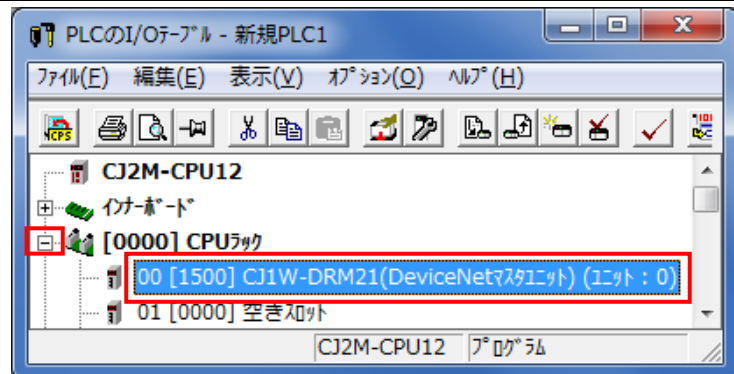 PLCのI/Oﾃｰﾌﾞﾙ - 新規PLC1
ﾌｧｲﾙ(F) 編集(E) 表示(V) ｵﾌﾟｼｮﾝ(O) ﾍﾙﾌﾟ(H)
CJ2M-CPU12
ｲﾝﾅｰﾎﾞｰﾄﾞ
[0000] CPUﾗｯｸ
00 [1500] CJ1W-DRM21(DeviceNetﾏｽﾀﾕﾆｯﾄ) (ﾕﾆｯﾄ : 0)
01 [0000] 空きｽﾛｯﾄ
CJ2M-CPU12 ﾌﾟﾛｸﾞﾗﾑ